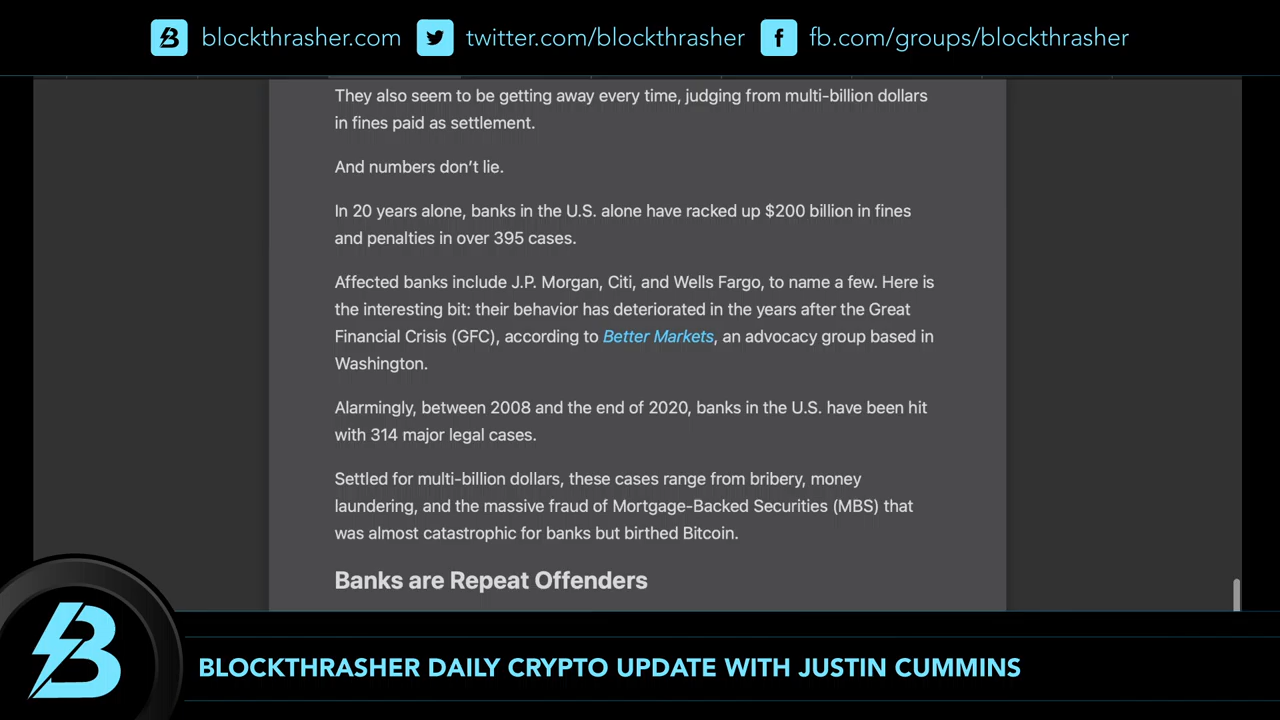 blockthrasher.com twitter.com/blockthrasher fb.com/groups/blockthrasher
They also seem to be getting away every time, judging from multi-billion dollars
in fines paid as settlement.
And numbers don’t lie.
In 20 years alone, banks in the U.S. alone have racked up $200 billion in fines
and penalties in over 395 cases.
Affected banks include J.P. Morgan, Citi, and Wells Fargo, to name a few. Here is
the interesting bit: their behavior has deteriorated in the years after the Great
Financial Crisis (GFC), according to Better Markets, an advocacy group based in
Washington.
Alarmingly, between 2008 and the end of 2020, banks in the U.S. have been hit
with 314 major legal cases.
Settled for multi-billion dollars, these cases range from bribery, money
laundering, and the massive fraud of Mortgage-Backed Securities (MBS) that
was almost catastrophic for banks but birthed Bitcoin.
Banks are Repeat Offenders
BLOCKTHRASHER DAILY CRYPTO UPDATE WITH JUSTIN CUMMINS